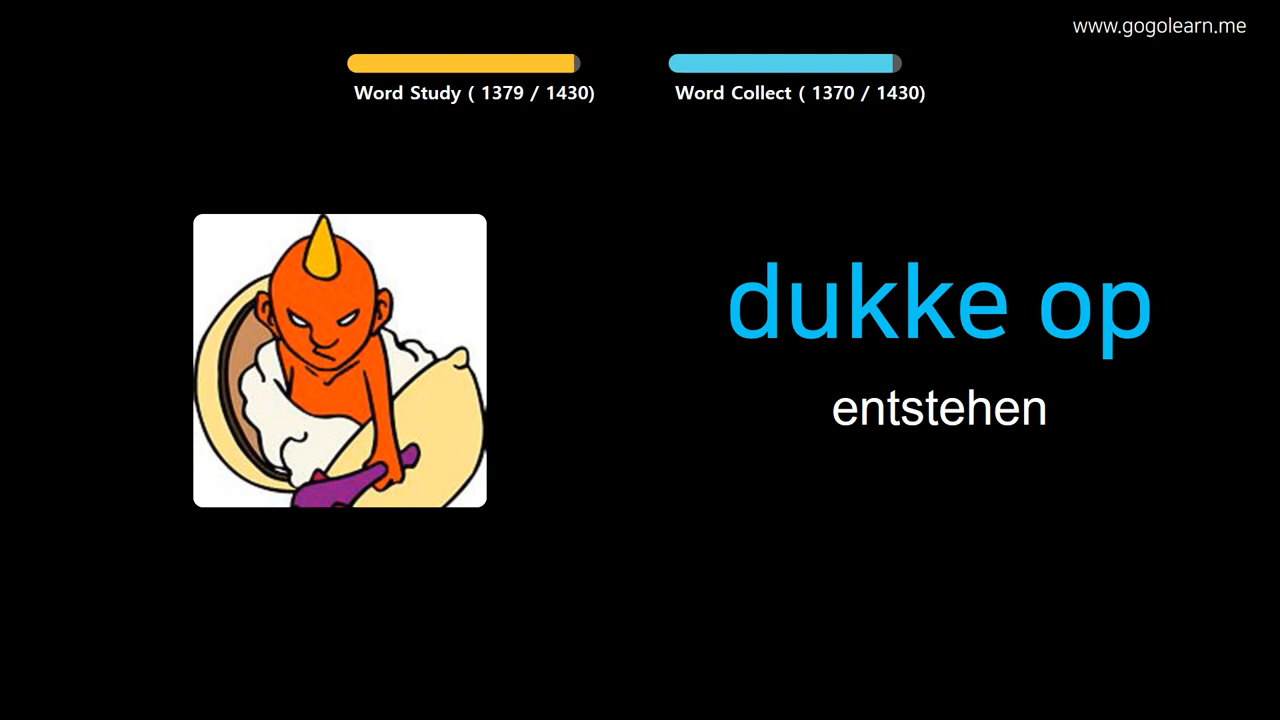 www.gogolearn.me
Word Study ( 1379 / 1430)
Word Collect ( 1370 / 1430)
dukke op
entstehen